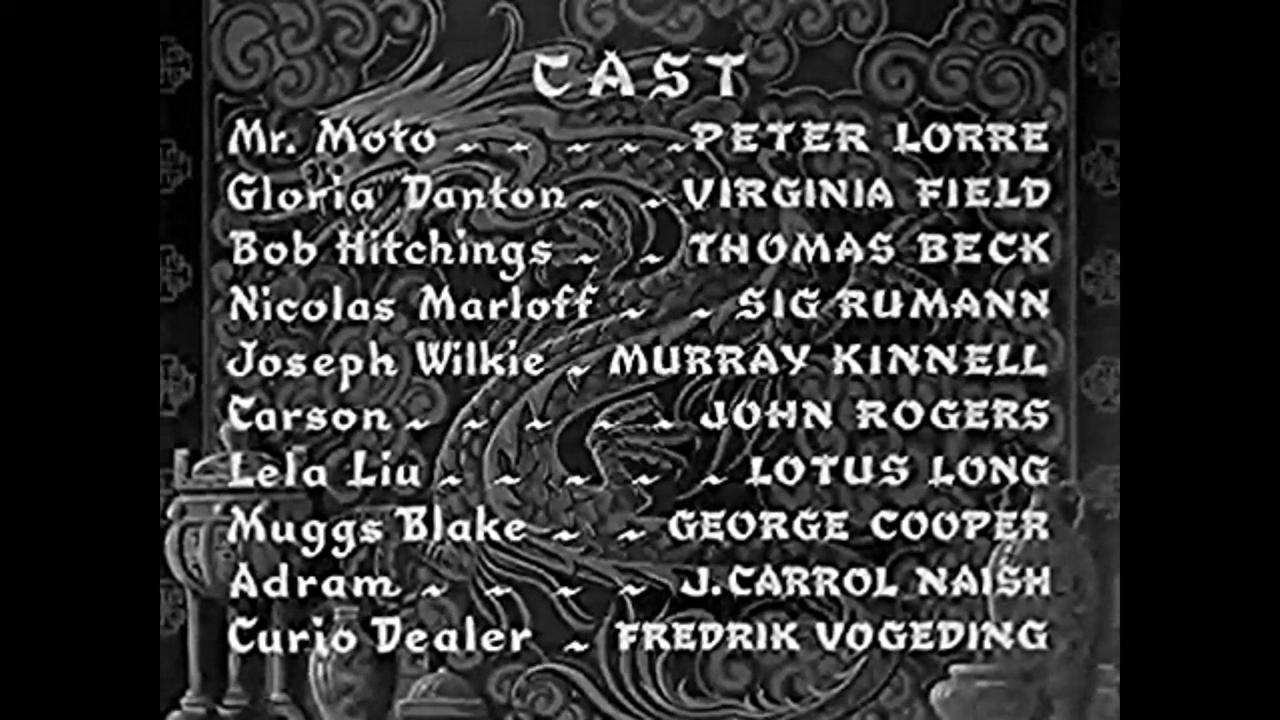 CAST
Mr. Moto ~ ~ ~ ~ ~ PETER LORRE
Gloria Danton ~ ~ VIRGINIA FIELD
Bob Hitchings ~ ~ THOMAS BECK
Nicolas Marloff ~ ~ SIG RUMANN
Joseph Wilkie ~ MURRAY KINNELL
Carson ~ ~ ~ ~ ~ JOHN ROGERS
Lela Liu ~ ~ ~ ~ ~ LOTUS LONG
Muggs Blake ~ ~ GEORGE COOPER
Adram ~ ~ ~ ~ J. CARROL NAISH
Curio Dealer ~ FREDRIK VOGEDING